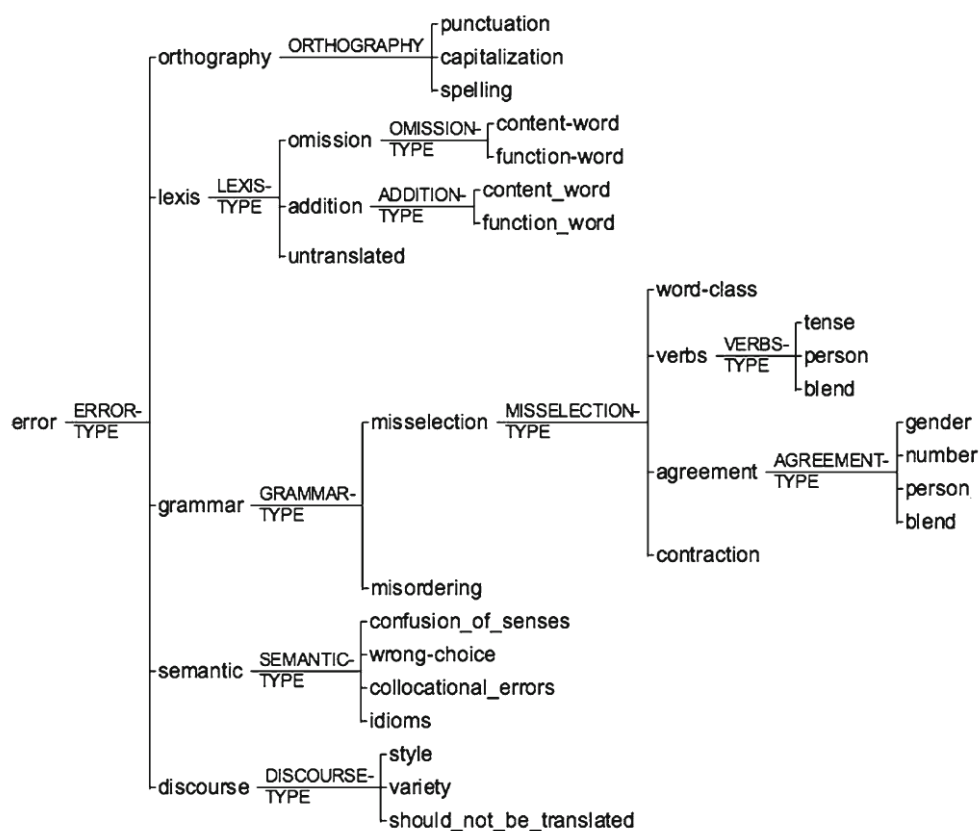 punctuation
orthography ORTHOGRAPHY capitalization
spelling
omission OMISSION-TYPE content-word
function-word
lexis LEXIS-TYPE addition ADDITION-TYPE content_word
function_word
untranslated
word-class
tense
verbs VERBS-TYPE person
blend
error ERROR-TYPE misselection MISSELECTION-TYPE gender
number
agreement AGREEMENT-TYPE person
grammar GRAMMAR-TYPE blend
contraction
misordering
confusion_of_senses
semantic SEMANTIC-TYPE wrong-choice
collocational_errors
idioms
style
discourse DISCOURSE-TYPE variety
should_not_be_translated